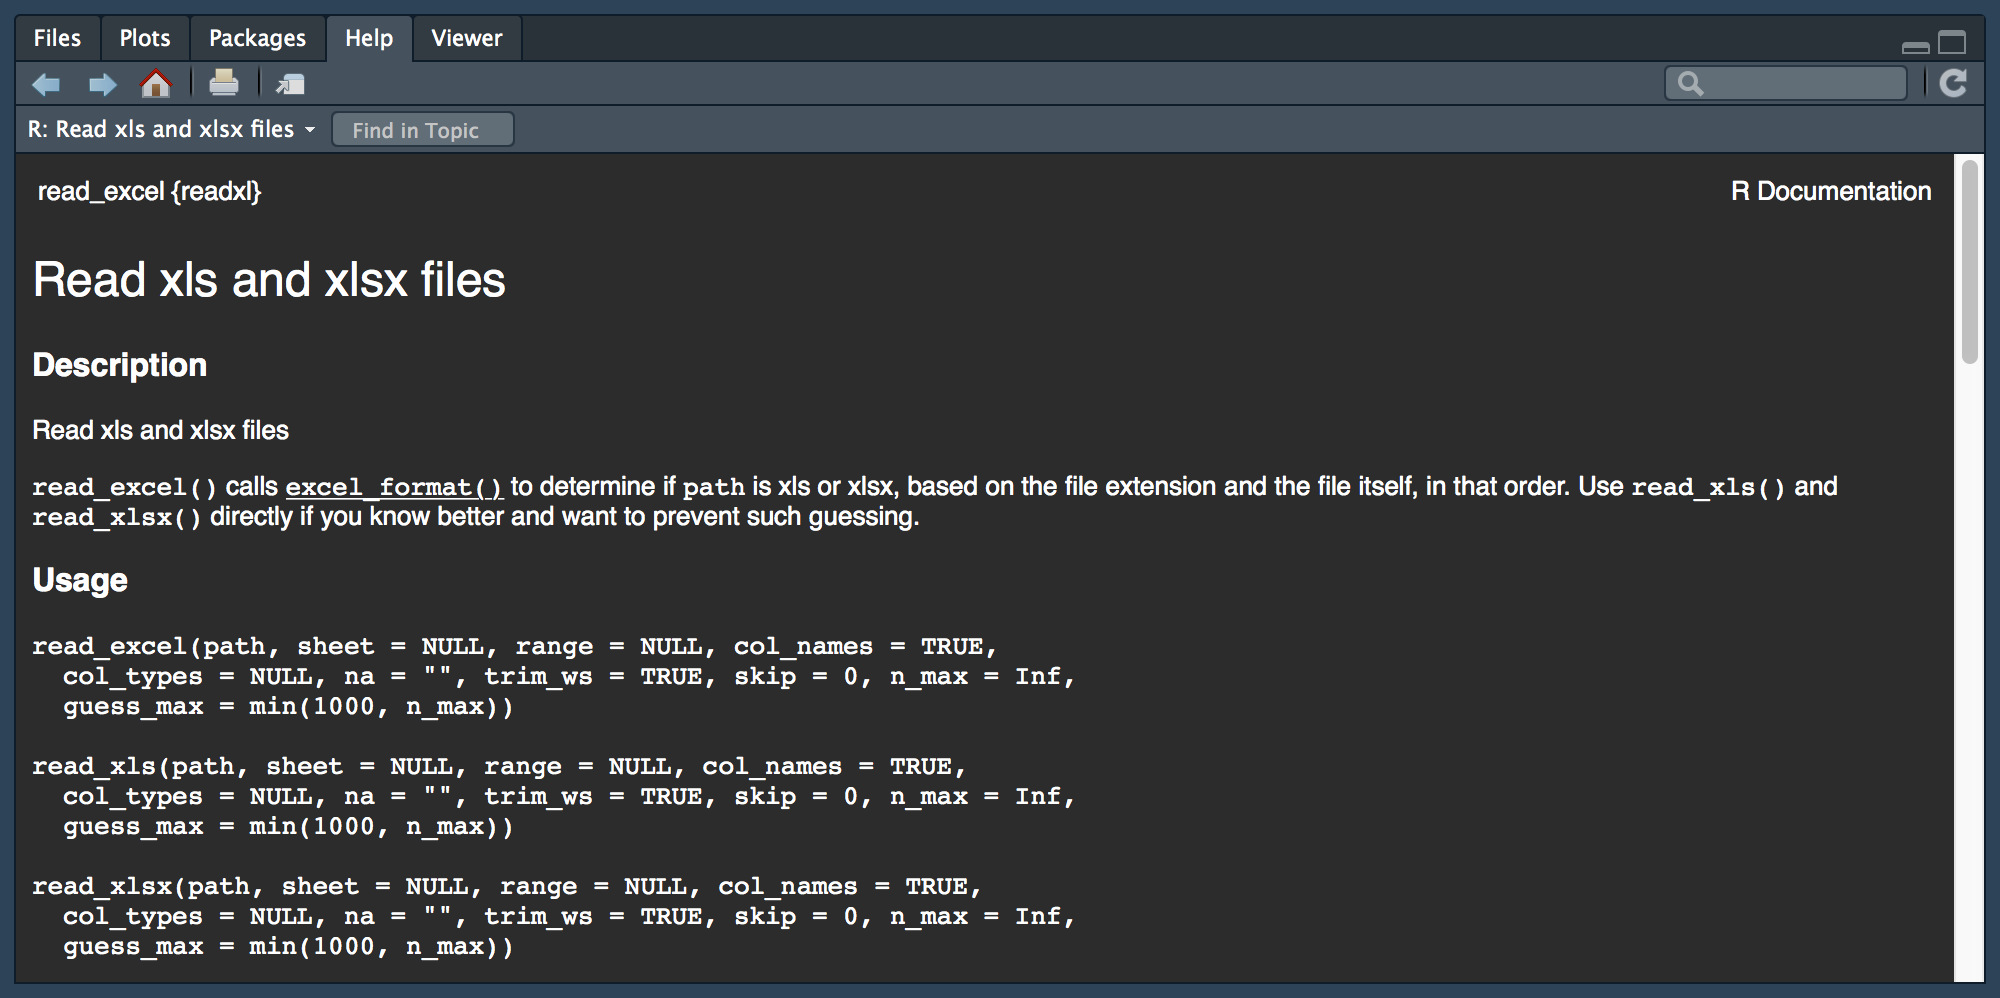 Files Plots Packages Help Viewer
R: Read xls and xlsx files Find in Topic
read_excel {readxl} R Documentation
Read xls and xlsx files
Description
Read xls and xlsx files
read_excel() calls excel_format() to determine if path is xls or xlsx, based on the file extension and the file itself, in that order. Use read_xls() and
read_xlsx() directly if you know better and want to prevent such guessing.
Usage
read_excel(path, sheet = NULL, range = NULL, col_names = TRUE,
  col_types = NULL, na = "", trim_ws = TRUE, skip = 0, n_max = Inf,
  guess_max = min(1000, n_max))
read_xls(path, sheet = NULL, range = NULL, col_names = TRUE,
  col_types = NULL, na = "", trim_ws = TRUE, skip = 0, n_max = Inf,
  guess_max = min(1000, n_max))
read_xlsx(path, sheet = NULL, range = NULL, col_names = TRUE,
  col_types = NULL, na = "", trim_ws = TRUE, skip = 0, n_max = Inf,
  guess_max = min(1000, n_max))